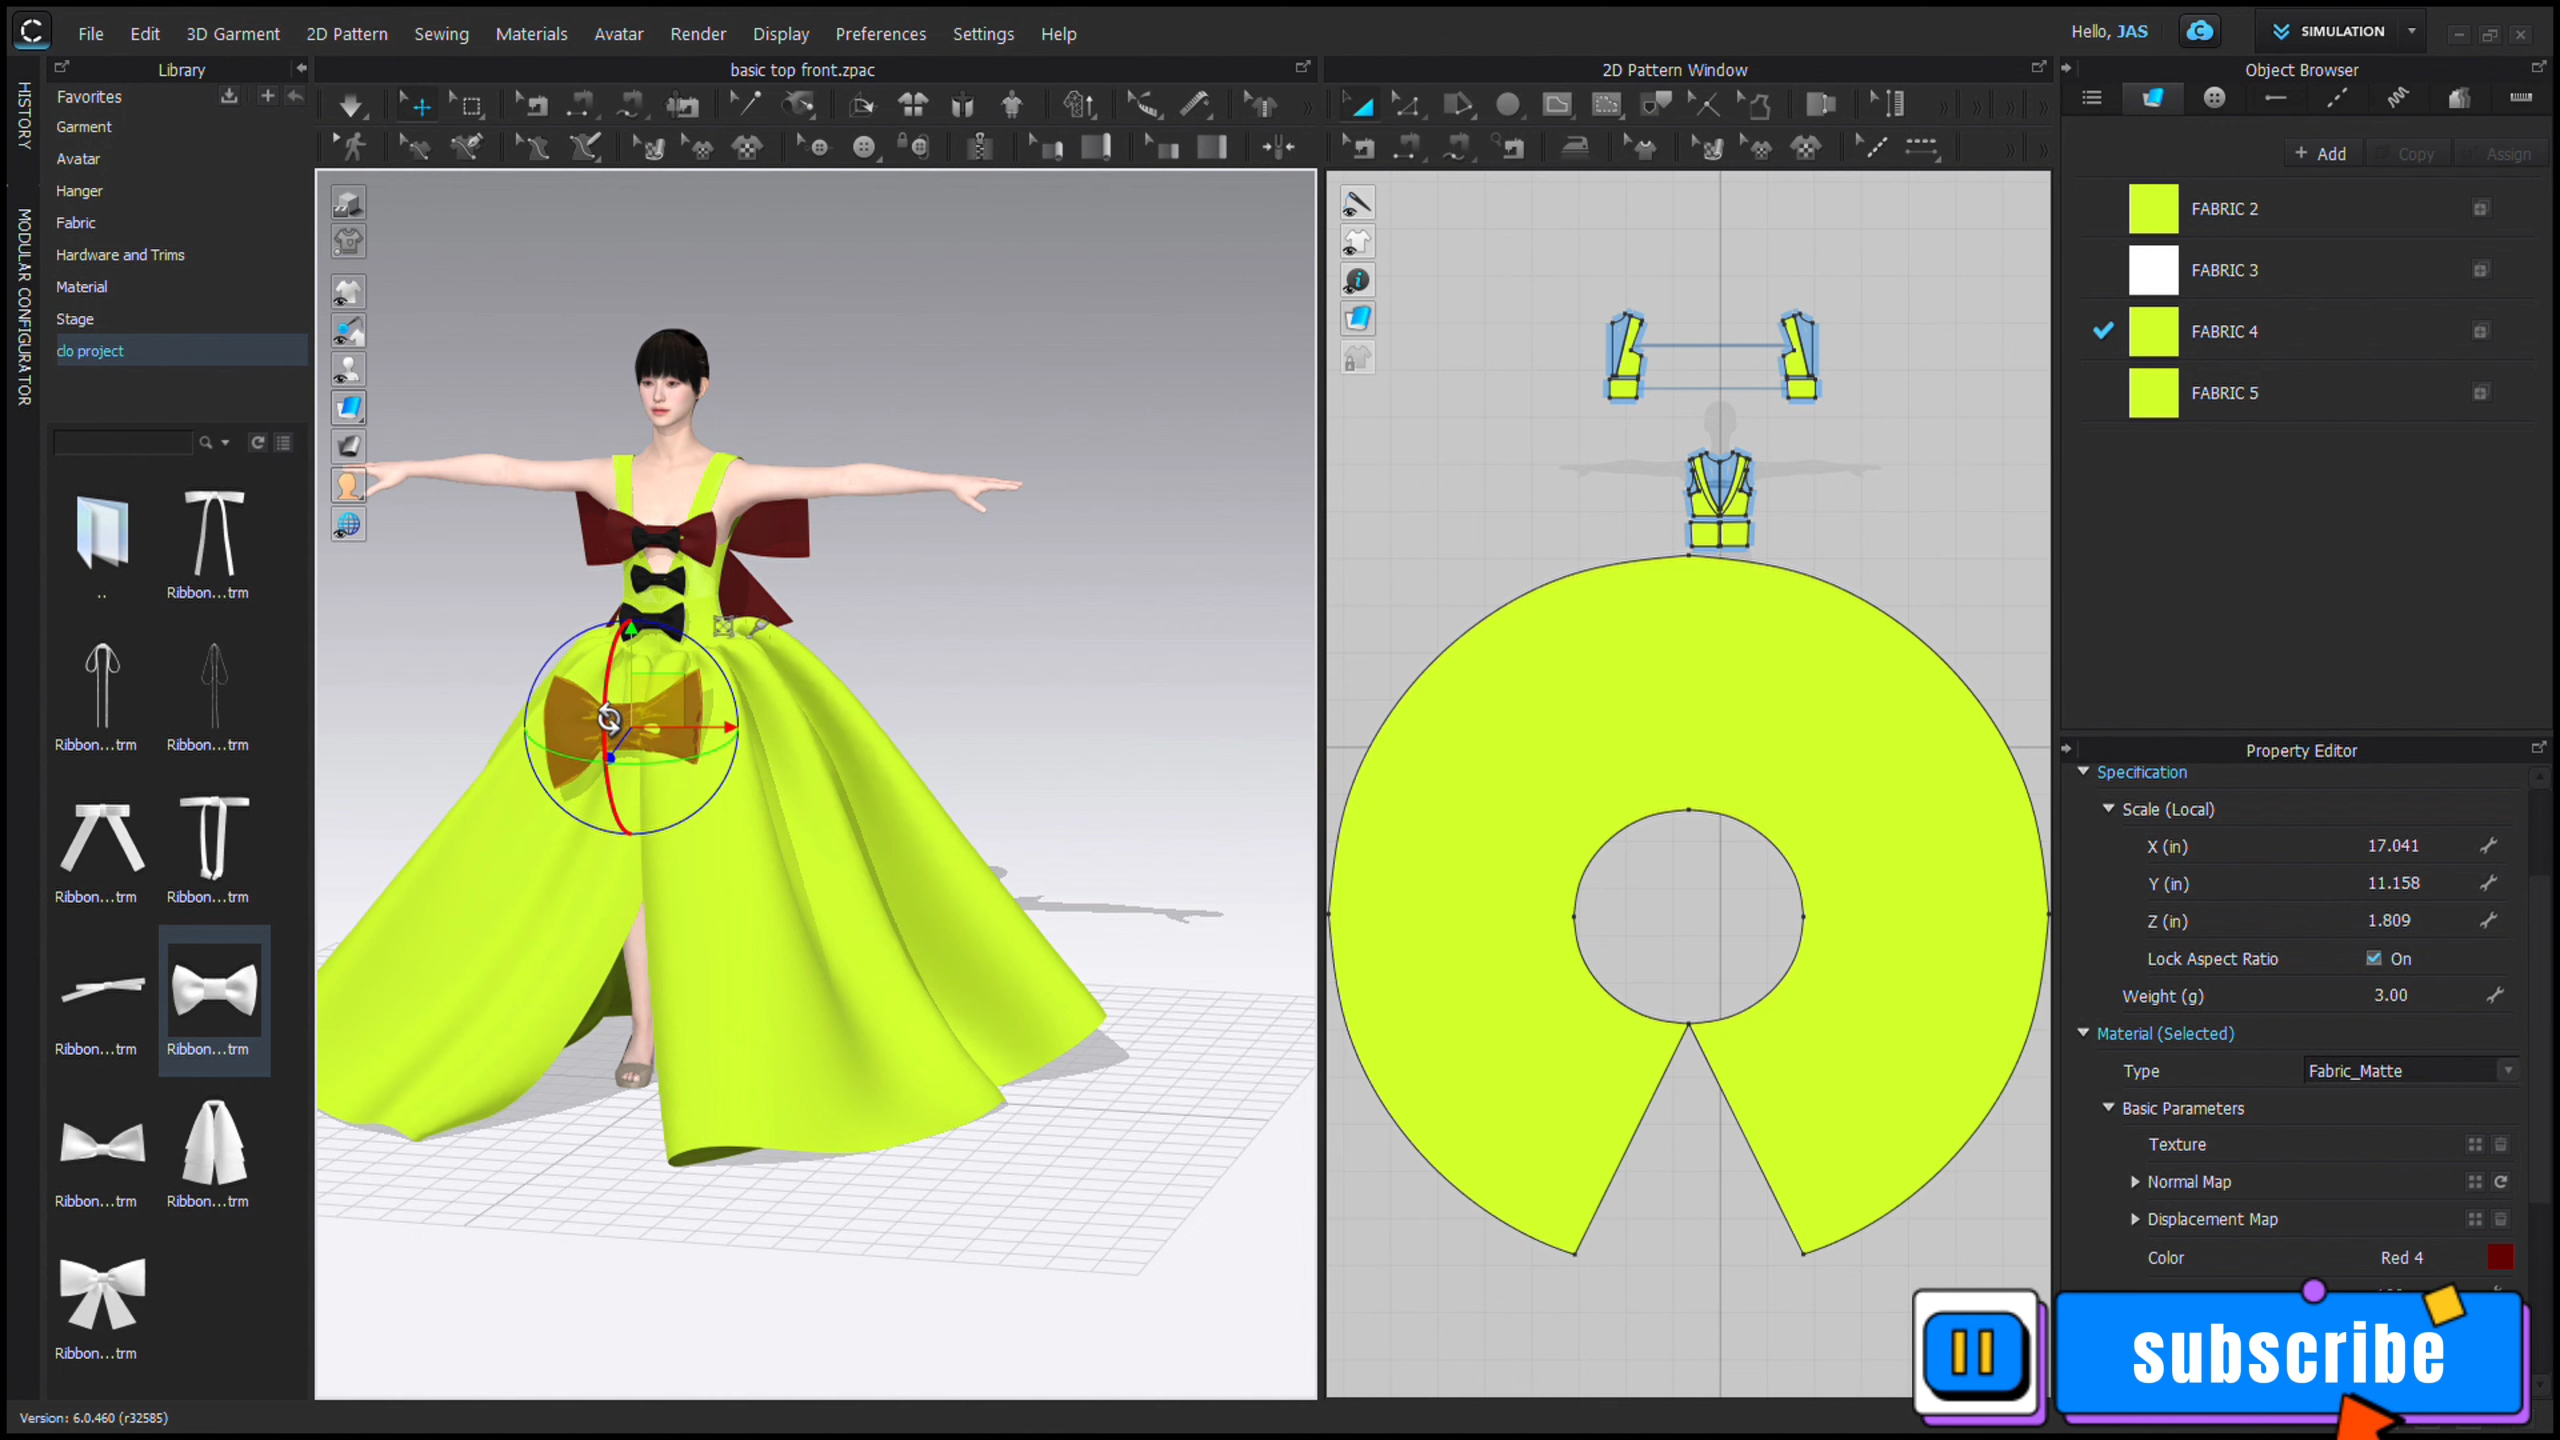 File Edit 3D Garment 2D Pattern Sewing Materials Avatar Render Display Preferences Settings Help
Hello, JAS
SIMULATION
HISTORY
MODULAR CONFIGURATOR
Library
Favorites
Garment
Avatar
Hanger
Fabric
Hardware and Trims
Material
Stage
clo project
..
Ribbon...trm
Ribbon...trm
Ribbon...trm
Ribbon...trm
Ribbon...trm
Ribbon...trm
Ribbon...trm
Ribbon...trm
Ribbon...trm
Ribbon...trm
Version: 6.0.460 (r32585)
basic top front.zpac
2D Pattern Window
Object Browser
+ Add
Copy
Assign
FABRIC 2
FABRIC 3
FABRIC 4
FABRIC 5
Property Editor
Specification
Scale (Local)
X (in) 17.041
Y (in) 11.158
Z (in) 1.809
Lock Aspect Ratio On
Weight (g) 3.00
Material (Selected)
Type Fabric_Matte
Basic Parameters
Texture
Normal Map
Displacement Map
Color Red 4
subscribe